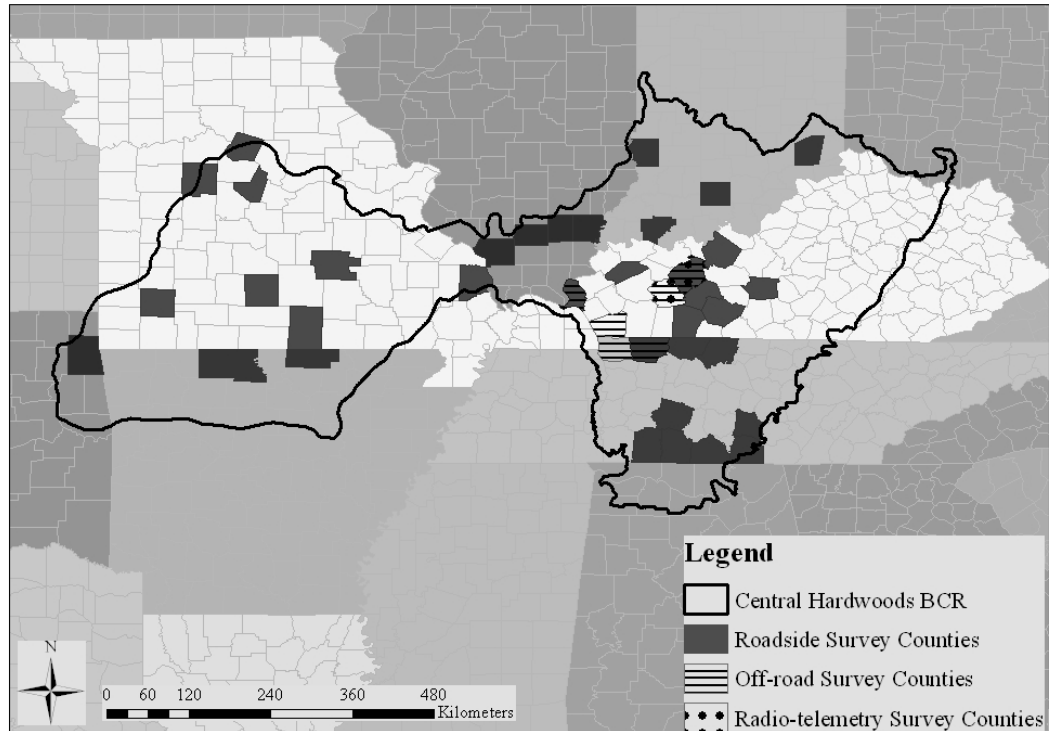 Legend
Central Hardwoods BCR
Roadside Survey Counties
Off-road Survey Counties
Radio-telemetry Survey Counties
N
0 60 120 240 360 480
Kilometers